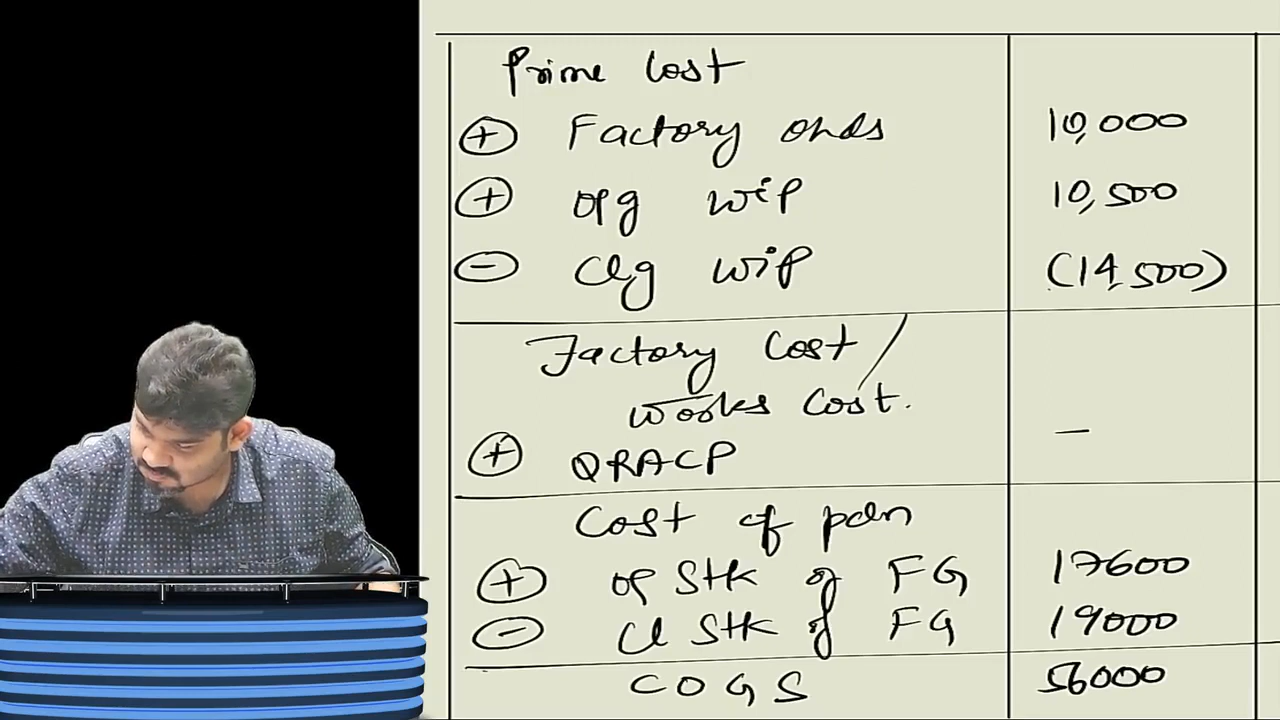 Prime Cost
+ Factory OHDs 10,000
+ opg WIP 10,500
- Clg WIP (14,500)
Factory Cost /
Works Cost.
+ QRACP —
Cost of pdn
+ OP Stk of FG 17600
- Cl Stk of FG 19000
COGS 56000